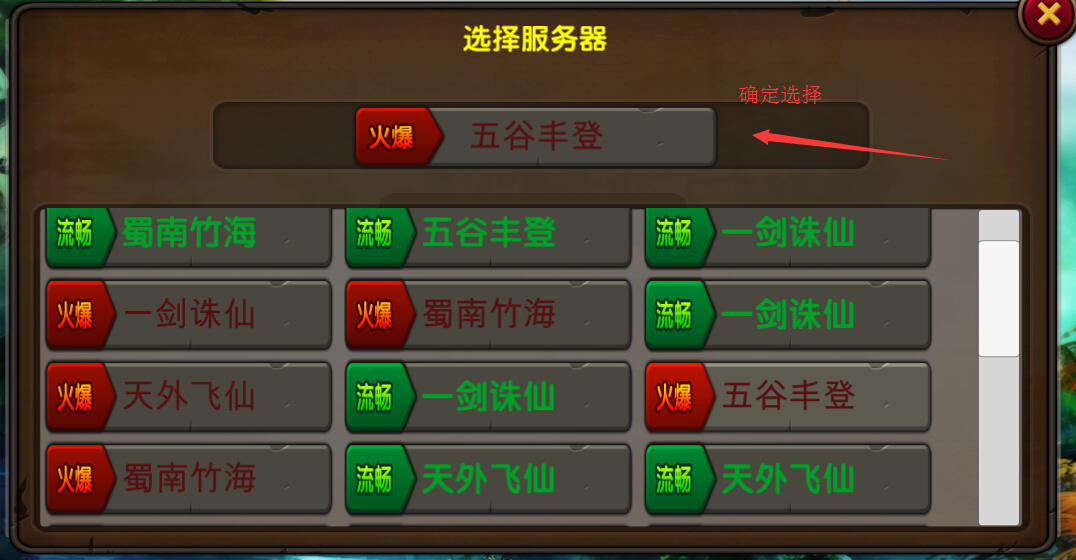 选择服务器
确定选择
火爆 五谷丰登
流畅 蜀南竹海 流畅 五谷丰登 流畅 一剑诛仙
火爆 一剑诛仙 火爆 蜀南竹海 流畅 一剑诛仙
火爆 天外飞仙 流畅 一剑诛仙 火爆 五谷丰登
火爆 蜀南竹海 流畅 天外飞仙 流畅 天外飞仙